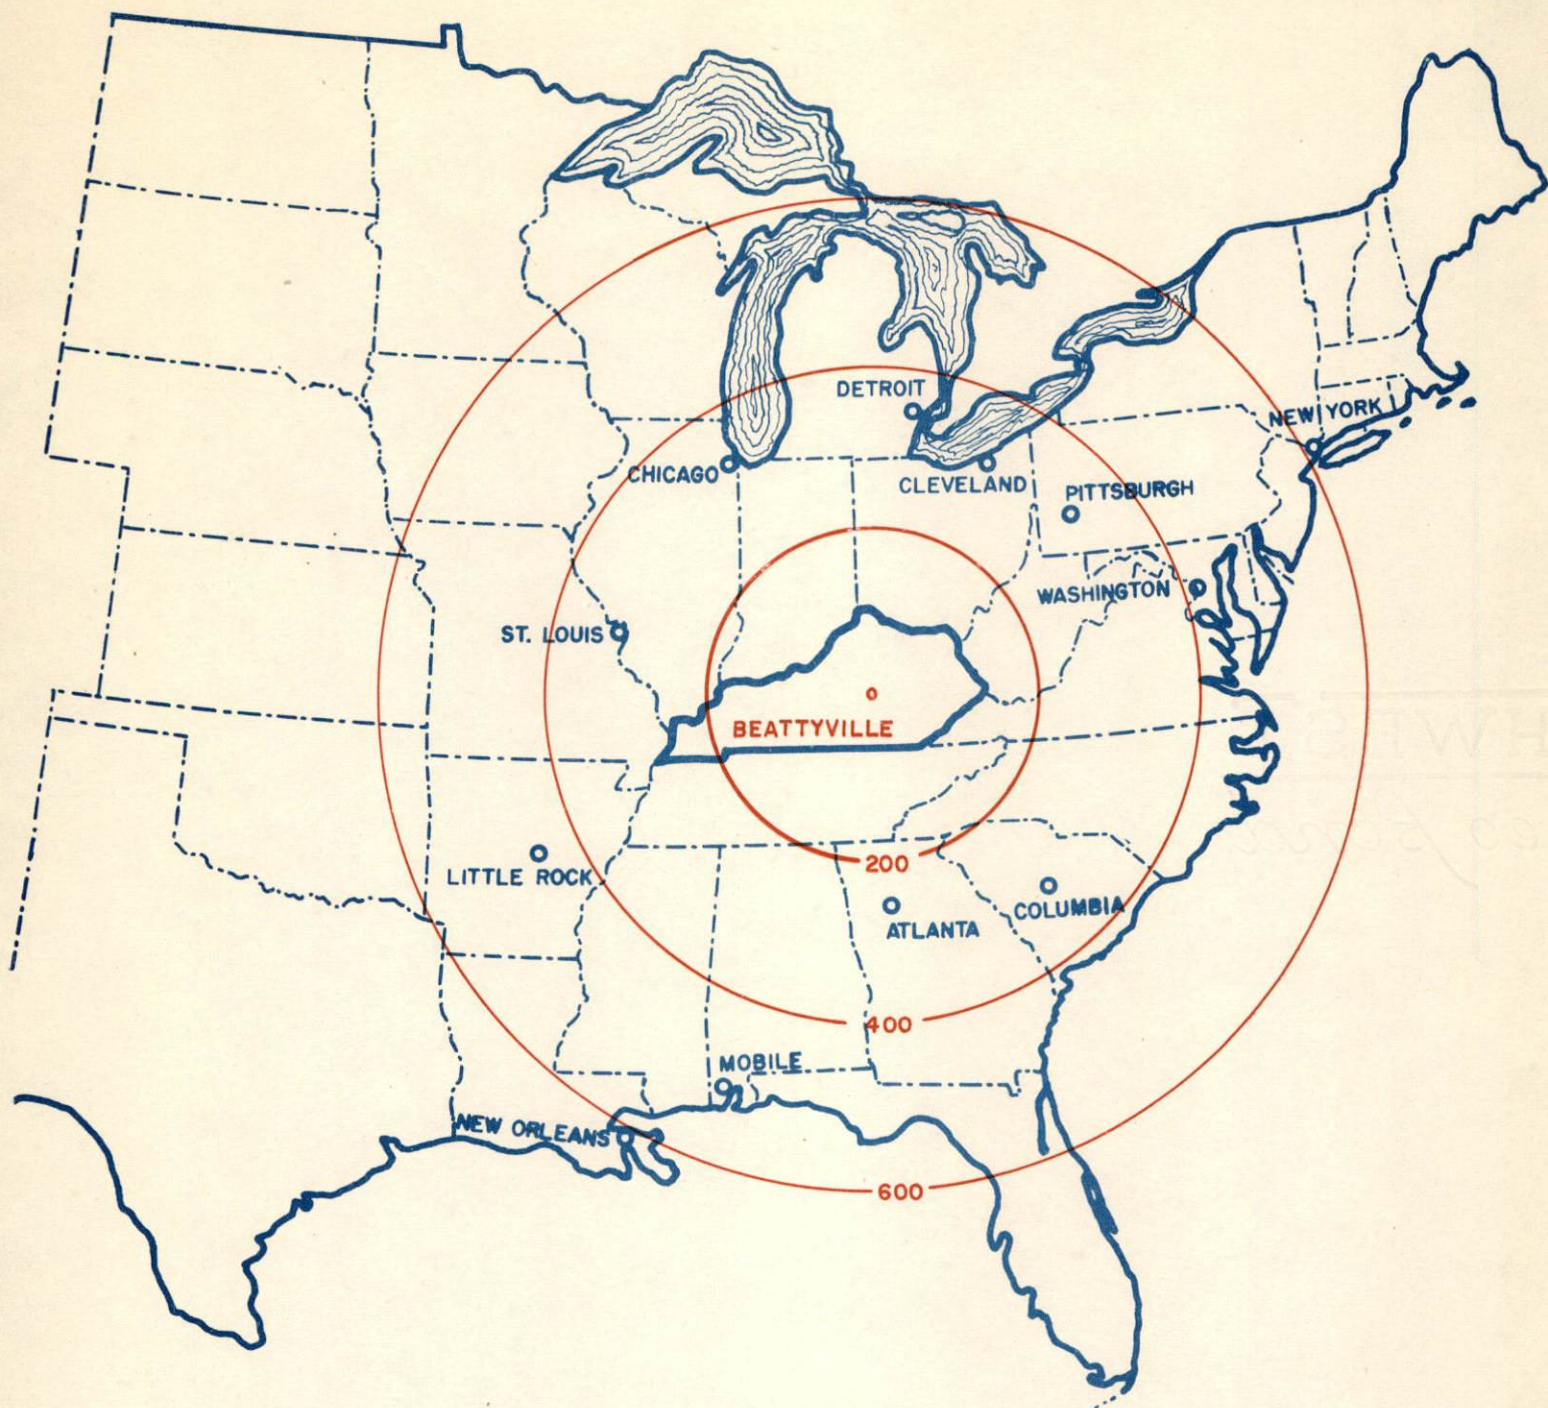 DETROIT
NEW YORK
CHICAGO
CLEVELAND
PITTSBURGH
WASHINGTON
ST. LOUIS
BEATTYVILLE
200
LITTLE ROCK
COLUMBIA
ATLANTA
400
MOBILE
NEW ORLEANS
600